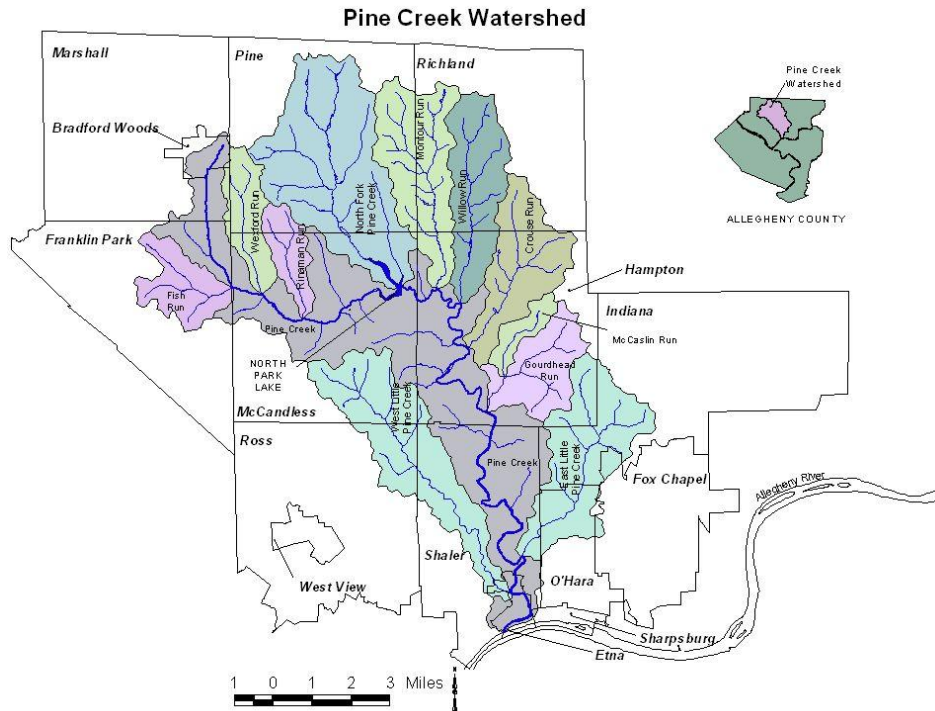 Pine Creek Watershed
Marshall
Pine
Richland
Pine Creek
Watershed
Bradford Woods
Montour Run
Willow Run
North Fork
Pine Creek
Wexford Run
Rinaman Run
Crouse Run
ALLEGHENY COUNTY
Franklin Park
Hampton
Fish
Run
Indiana
Pine Creek
McCaslin Run
NORTH
PARK
LAKE
Gourdhead
Run
West Little
Pine Creek
McCandless
Ross
Pine Creek
East Little
Pine Creek
Fox Chapel
Allegheny River
Shaler
West View
O'Hara
Sharpsburg
Etna
1 0 1 2 3 Miles